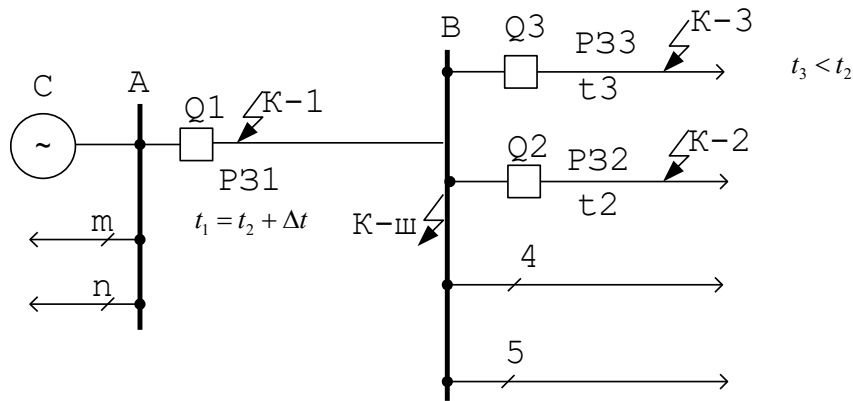 В
Q3
РЗ3
К-3
t3
t₃ < t₂
С
А
Q1
К-1
РЗ1
t₁ = t₂ + Δt
~
Q2
РЗ2
К-2
t2
К-ш
m
n
4
5